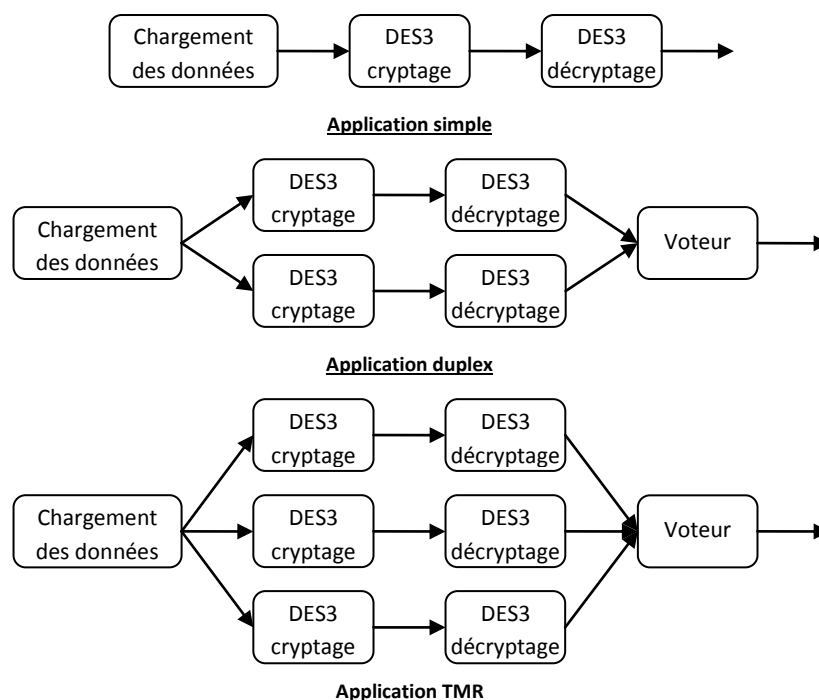 Chargement
des données
DES3
cryptage
DES3
décryptage
Application simple
DES3
cryptage
DES3
décryptage
Chargement
des données
Voteur
DES3
cryptage
DES3
décryptage
Application duplex
DES3
cryptage
DES3
décryptage
Chargement
des données
DES3
cryptage
DES3
décryptage
Voteur
DES3
cryptage
DES3
décryptage
Application TMR